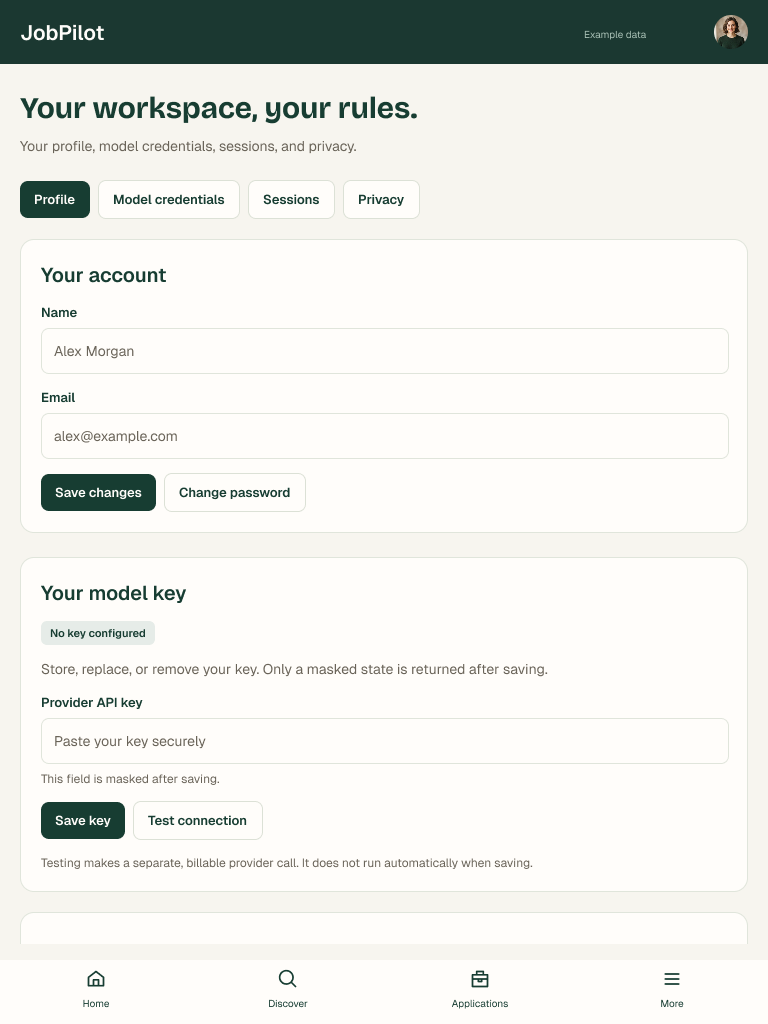 JobPilot
Example data
Your workspace, your rules.
Your profile, model credentials, sessions, and privacy.
Profile
Model credentials
Sessions
Privacy
Your account
Name
Alex Morgan
Email
alex@example.com
Save changes
Change password
Your model key
No key configured
Store, replace, or remove your key. Only a masked state is returned after saving.
Provider API key
Paste your key securely
This field is masked after saving.
Save key
Test connection
Testing makes a separate, billable provider call. It does not run automatically when saving.
Home
Discover
Applications
More